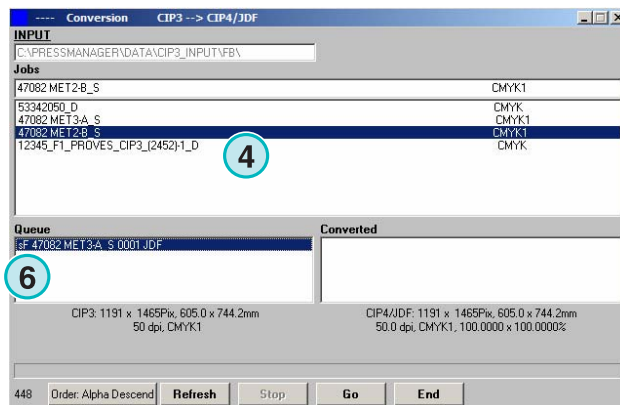 ---- Conversion CIP3 --> CIP4/JDF
INPUT
C:\PRESSMANAGER\DATA\CIP3_INPUT\FB\
Jobs
47082 MET2-B_S CMYK1
53342050_D CMYK
47082 MET3-A_S CMYK1
47082 MET2-B_S CMYK1
12345_F1_PROVES_CIP3_(2452)-1_D CMYK
4
Queue Converted
sF 47082 MET3-A_S 0001 JDF
6
CIP3: 1191 x 1465Pix, 605.0 x 744.2mm CIP4/JDF: 1191 x 1465Pix, 605.0 x 744.2mm
50 dpi, CMYK1 50.0 dpi, CMYK1, 100.0000 x 100.0000%
448 Order: Alpha Descend Refresh Stop Go End